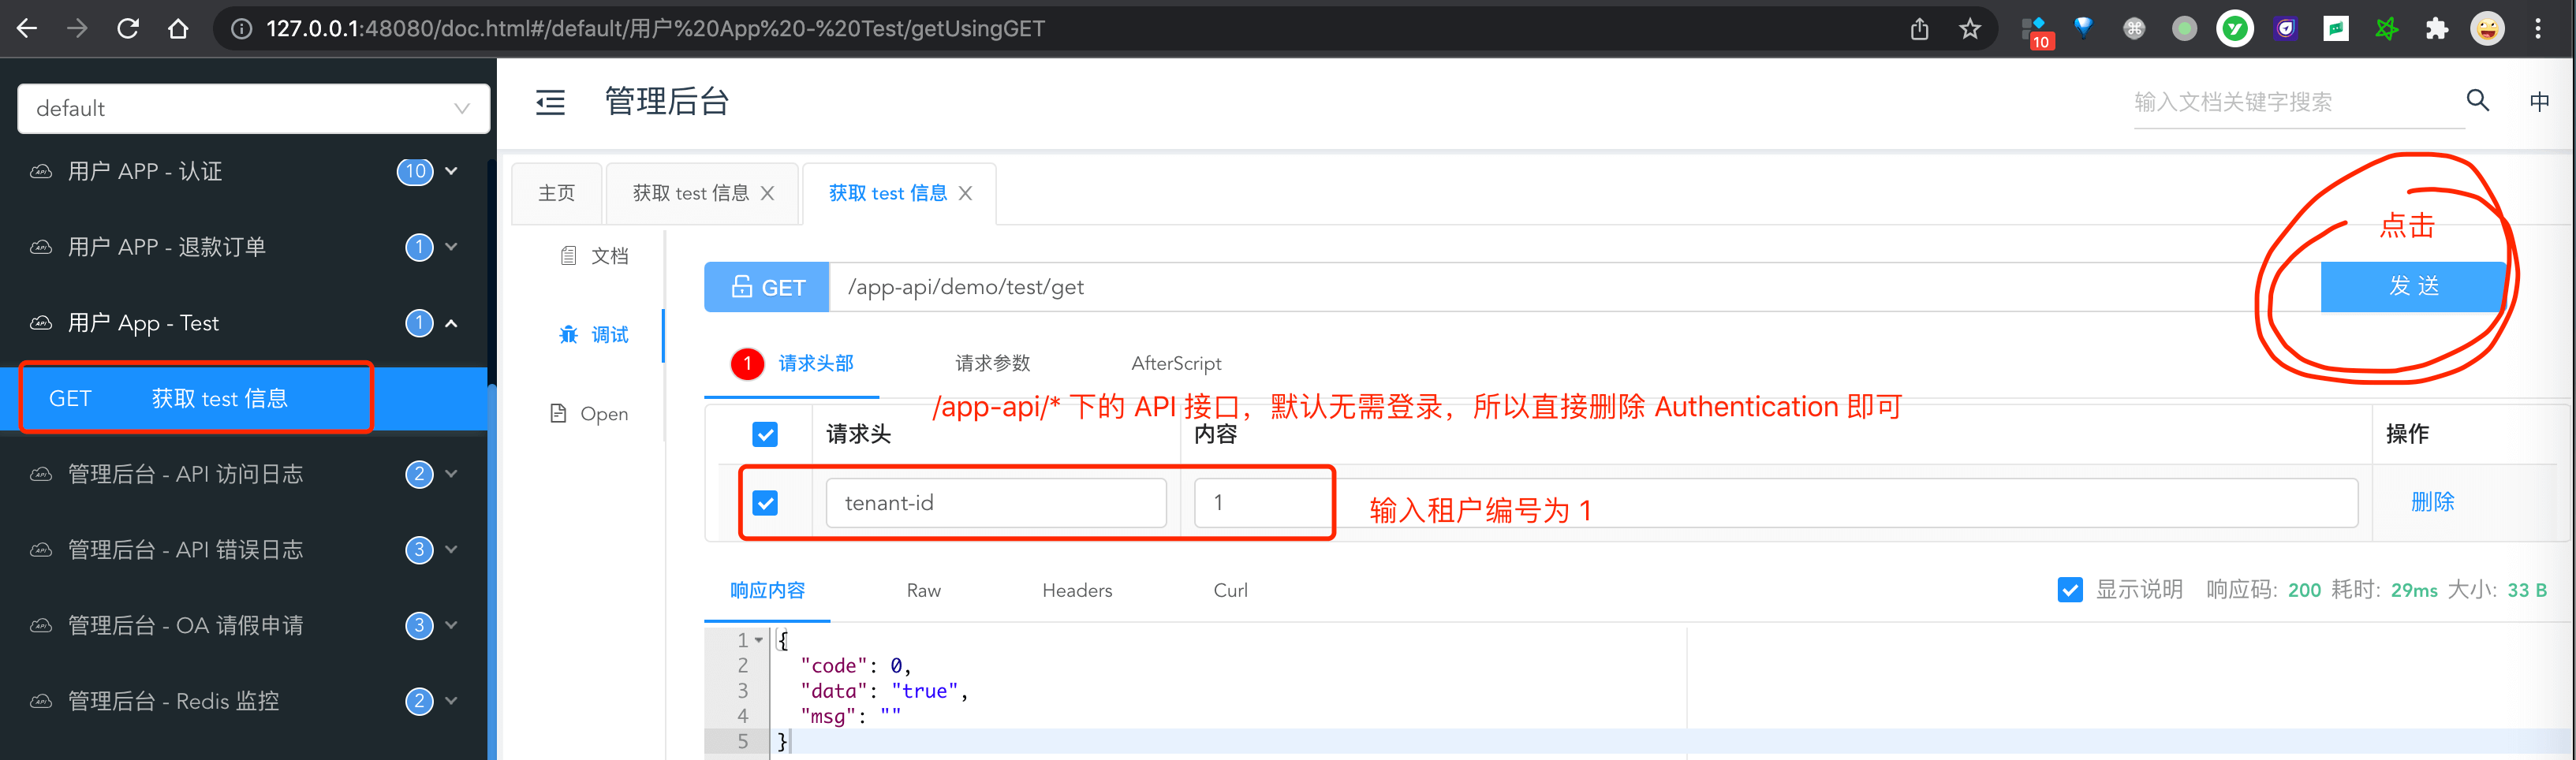 127.0.0.1:48080/doc.html#/default/用户%20App%20-%20Test/getUsingGET
10
default
用户 APP - 认证 10
用户 APP - 退款订单 1
用户 App - Test 1
GET 获取 test 信息
管理后台 - API 访问日志 2
管理后台 - API 错误日志 3
管理后台 - OA 请假申请 3
管理后台 - Redis 监控 2
管理后台
输入文档关键字搜索
中
主页 获取 test 信息 获取 test 信息
文档
调试
Open
点击
GET /app-api/demo/test/get 发 送
1 请求头部 请求参数 AfterScript
/app-api/* 下的 API 接口，默认无需登录，所以直接删除 Authentication 即可
请求头 内容 操作
tenant-id 1 输入租户编号为 1 删除
响应内容 Raw Headers Curl
显示说明 响应码: 200 耗时: 29ms 大小: 33 B
1 {
2 "code": 0,
3 "data": "true",
4 "msg": ""
5 }